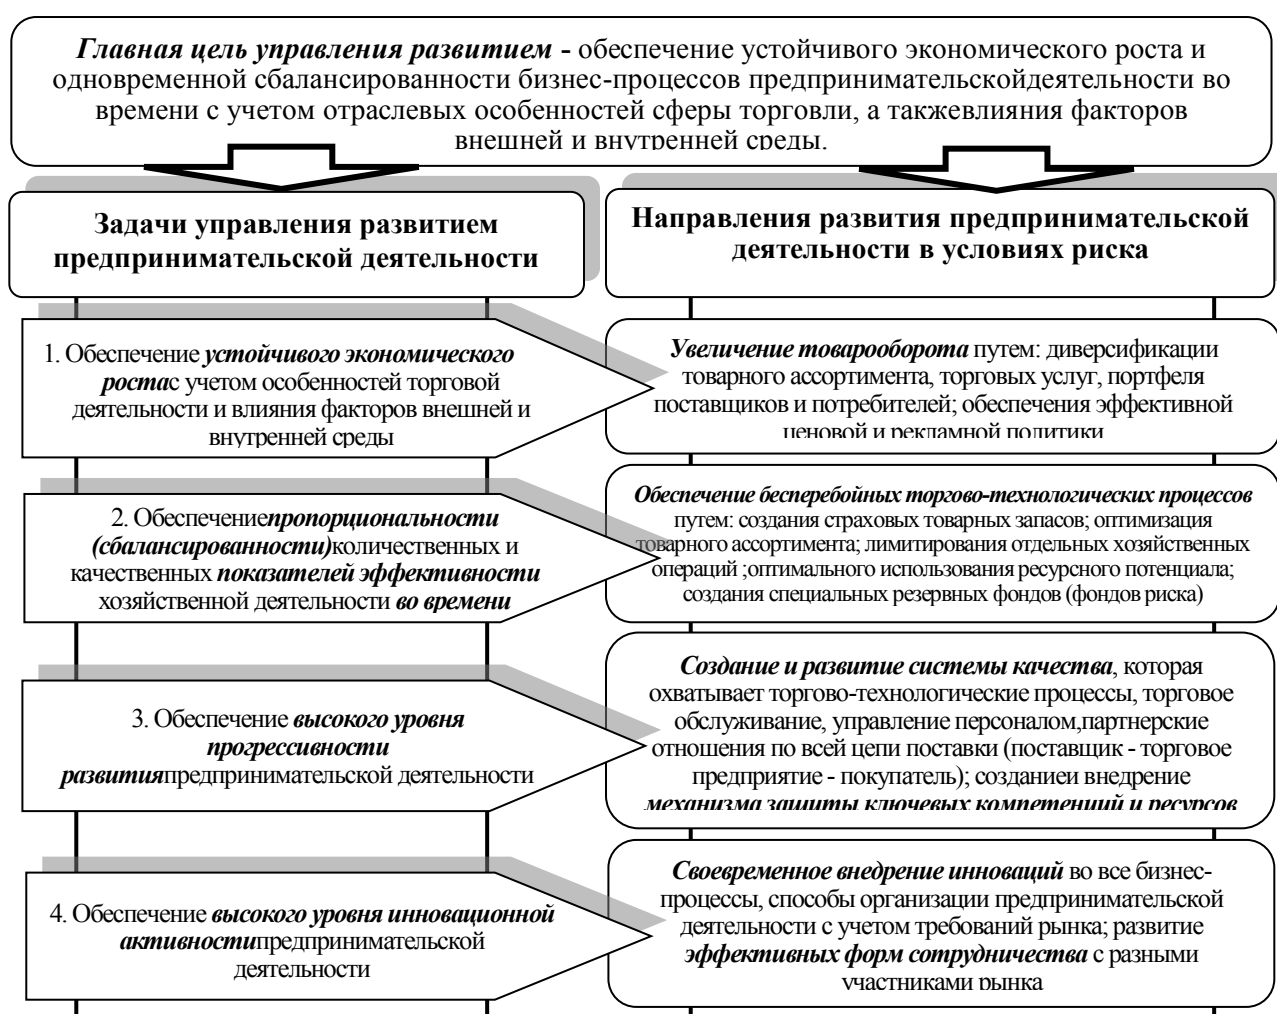 Главная цель управления развитием - обеспечение устойчивого экономического роста и
одновременной сбалансированности бизнес-процессов предпринимательскойдеятельности во
времени с учетом отраслевых особенностей сферы торговли, а такжевлияния факторов
внешней и внутренней среды.
Задачи управления развитием
предпринимательской деятельности
Направления развития предпринимательской
деятельности в условиях риска
1. Обеспечение устойчивого экономического
ростас учетом особенностей торговой
деятельности и влияния факторов внешней и
внутренней среды
Увеличение товарооборота путем: диверсификации
товарного ассортимента, торговых услуг, портфеля
поставщиков и потребителей; обеспечения эффективной
ценовой и рекламной политики
2. Обеспечениепропорциональности
(сбалансированности)количественных и
качественных показателей эффективности
хозяйственной деятельности во времени
Обеспечение бесперебойных торгово-технологических процессов
путем: создания страховых товарных запасов; оптимизация
товарного ассортимента; лимитирования отдельных хозяйственных
операций ;оптимального использования ресурсного потенциала;
создания специальных резервных фондов (фондов риска)
3. Обеспечение высокого уровня
прогрессивности
развитияпредпринимательской деятельности
Создание и развитие системы качества, которая
охватывает торгово-технологические процессы, торговое
обслуживание, управление персоналом,партнерские
отношения по всей цепи поставки (поставщик - торговое
предприятие - покупатель); созданиеи внедрение
механизма защиты ключевых компетенций и ресурсов
4. Обеспечение высокого уровня инновационной
активностипредпринимательской
деятельности
Своевременное внедрение инноваций во все бизнес-
процессы, способы организации предпринимательской
деятельности с учетом требований рынка; развитие
эффективных форм сотрудничества с разными
участниками рынка